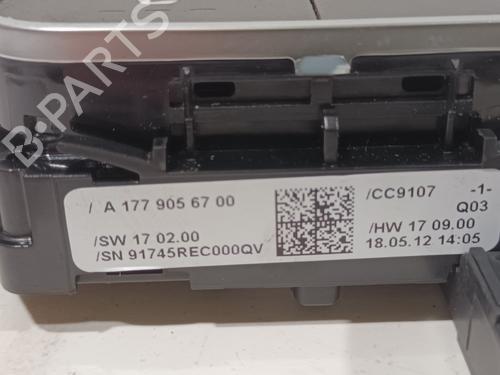 B-PARTS
/ A 177 905 67 00
/SW 17 02.00
/SN 91745REC000QV
/CC9107 -1-
Q03
/HW 17 09.00
18.05.12 14:05